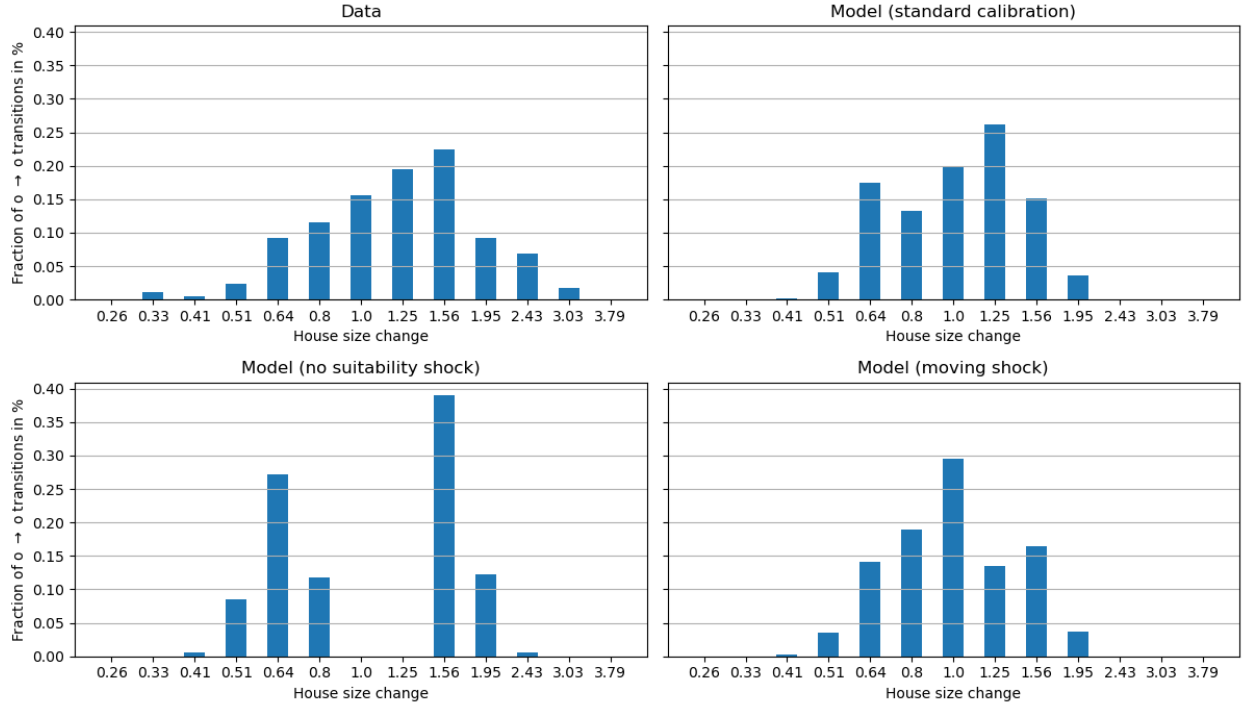 Data
Fraction of o → o transitions in %
0.40
0.35
0.30
0.25
0.20
0.15
0.10
0.05
0.00
0.26 0.33 0.41 0.51 0.64 0.8 1.0 1.25 1.56 1.95 2.43 3.03 3.79
House size change
Model (standard calibration)
0.26 0.33 0.41 0.51 0.64 0.8 1.0 1.25 1.56 1.95 2.43 3.03 3.79
House size change
Model (no suitability shock)
Fraction of o → o transitions in %
0.40
0.35
0.30
0.25
0.20
0.15
0.10
0.05
0.00
0.26 0.33 0.41 0.51 0.64 0.8 1.0 1.25 1.56 1.95 2.43 3.03 3.79
House size change
Model (moving shock)
0.26 0.33 0.41 0.51 0.64 0.8 1.0 1.25 1.56 1.95 2.43 3.03 3.79
House size change